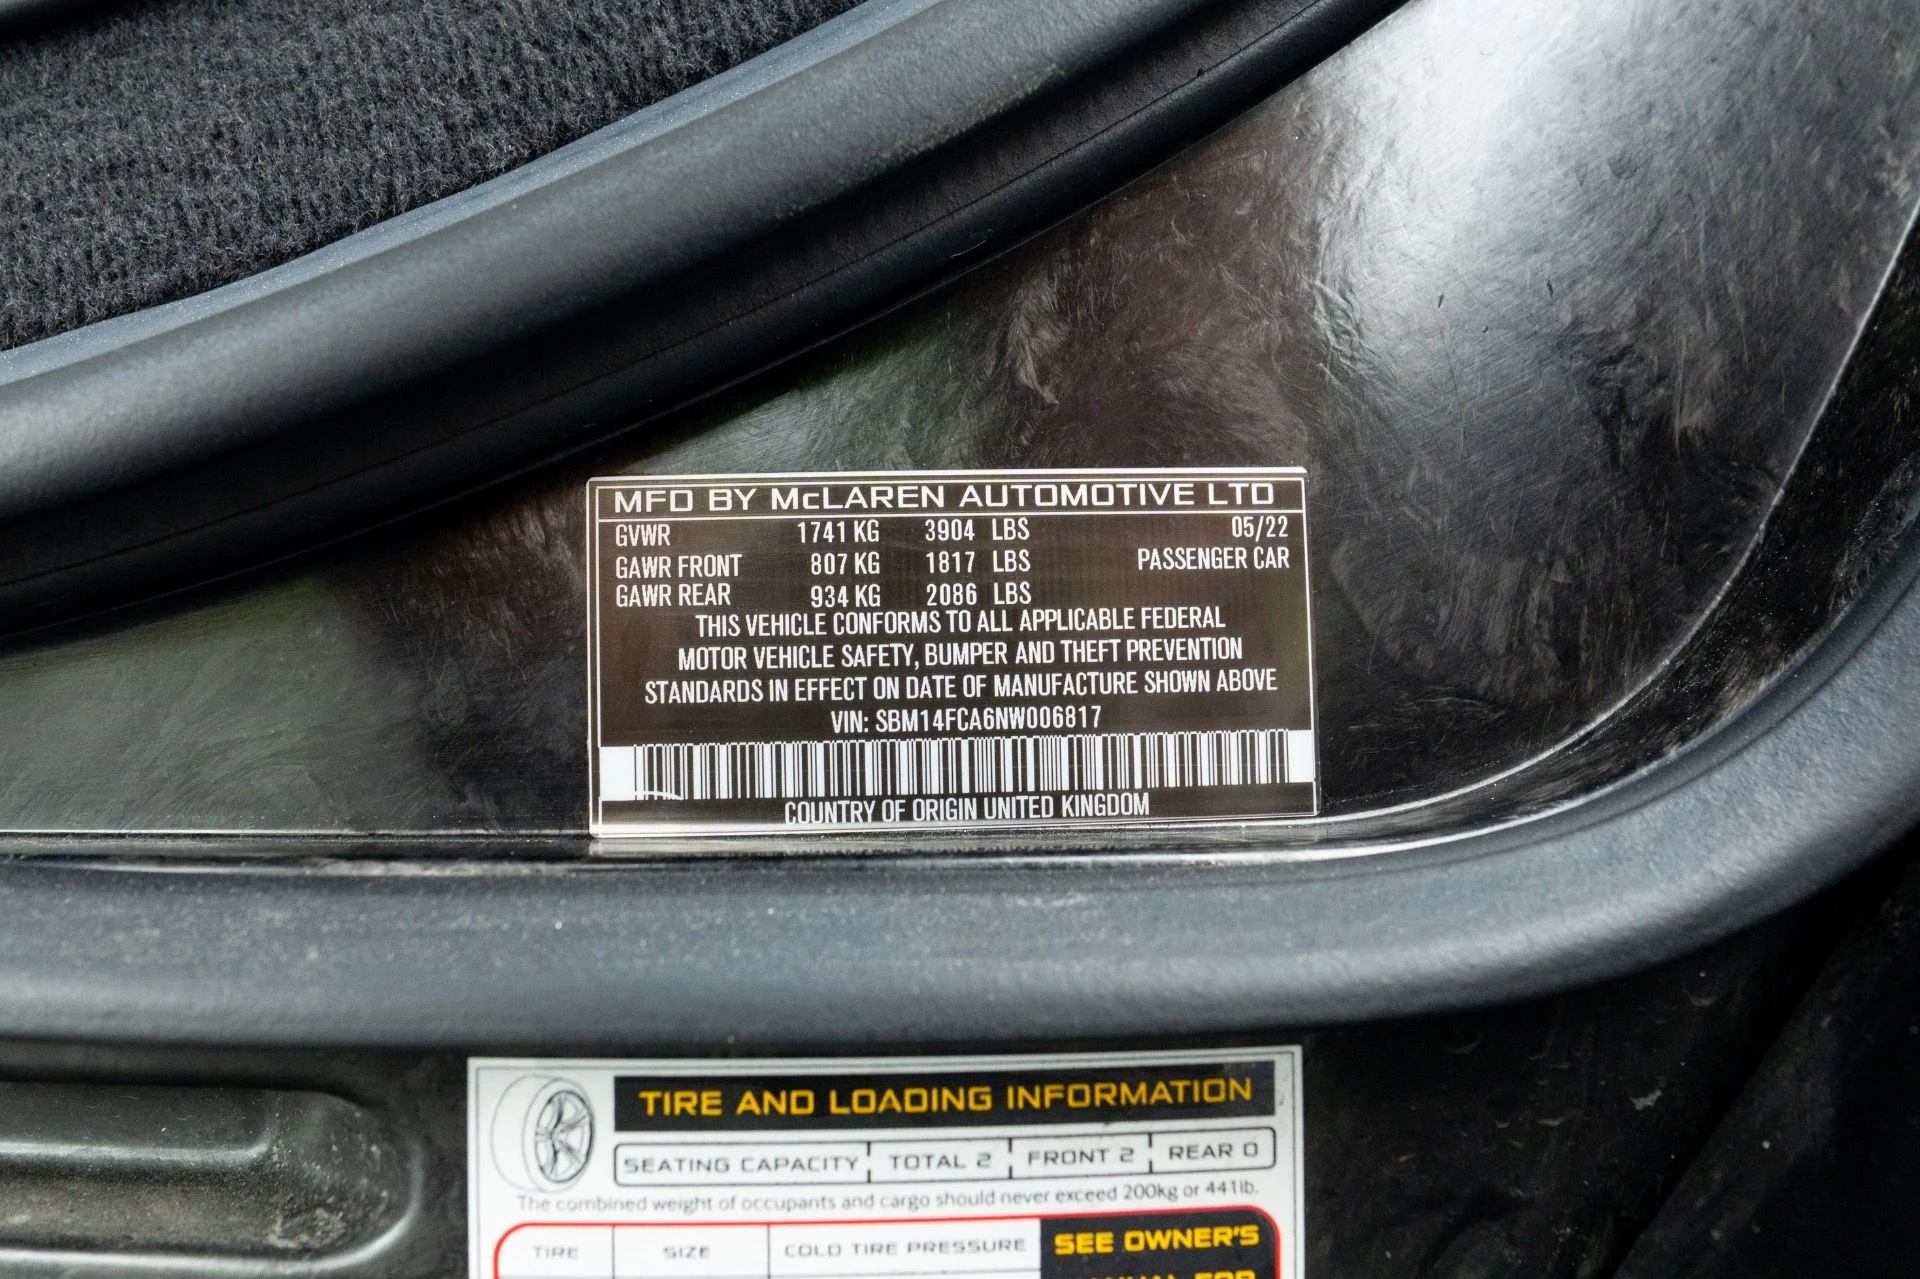 MFD BY McLAREN AUTOMOTIVE LTD
GVWR 1741 KG 3904 LBS 05/22
GAWR FRONT 807 KG 1817 LBS PASSENGER CAR
GAWR REAR 934 KG 2086 LBS
THIS VEHICLE CONFORMS TO ALL APPLICABLE FEDERAL
MOTOR VEHICLE SAFETY, BUMPER AND THEFT PREVENTION
STANDARDS IN EFFECT ON DATE OF MANUFACTURE SHOWN ABOVE
VIN: SBM14FCA6NW006817
COUNTRY OF ORIGIN UNITED KINGDOM
TIRE AND LOADING INFORMATION
SEATING CAPACITY TOTAL 2 FRONT 2 REAR 0
The combined weight of occupants and cargo should never exceed 200kg or 441lb.
TIRE SIZE COLD TIRE PRESSURE SEE OWNER'S